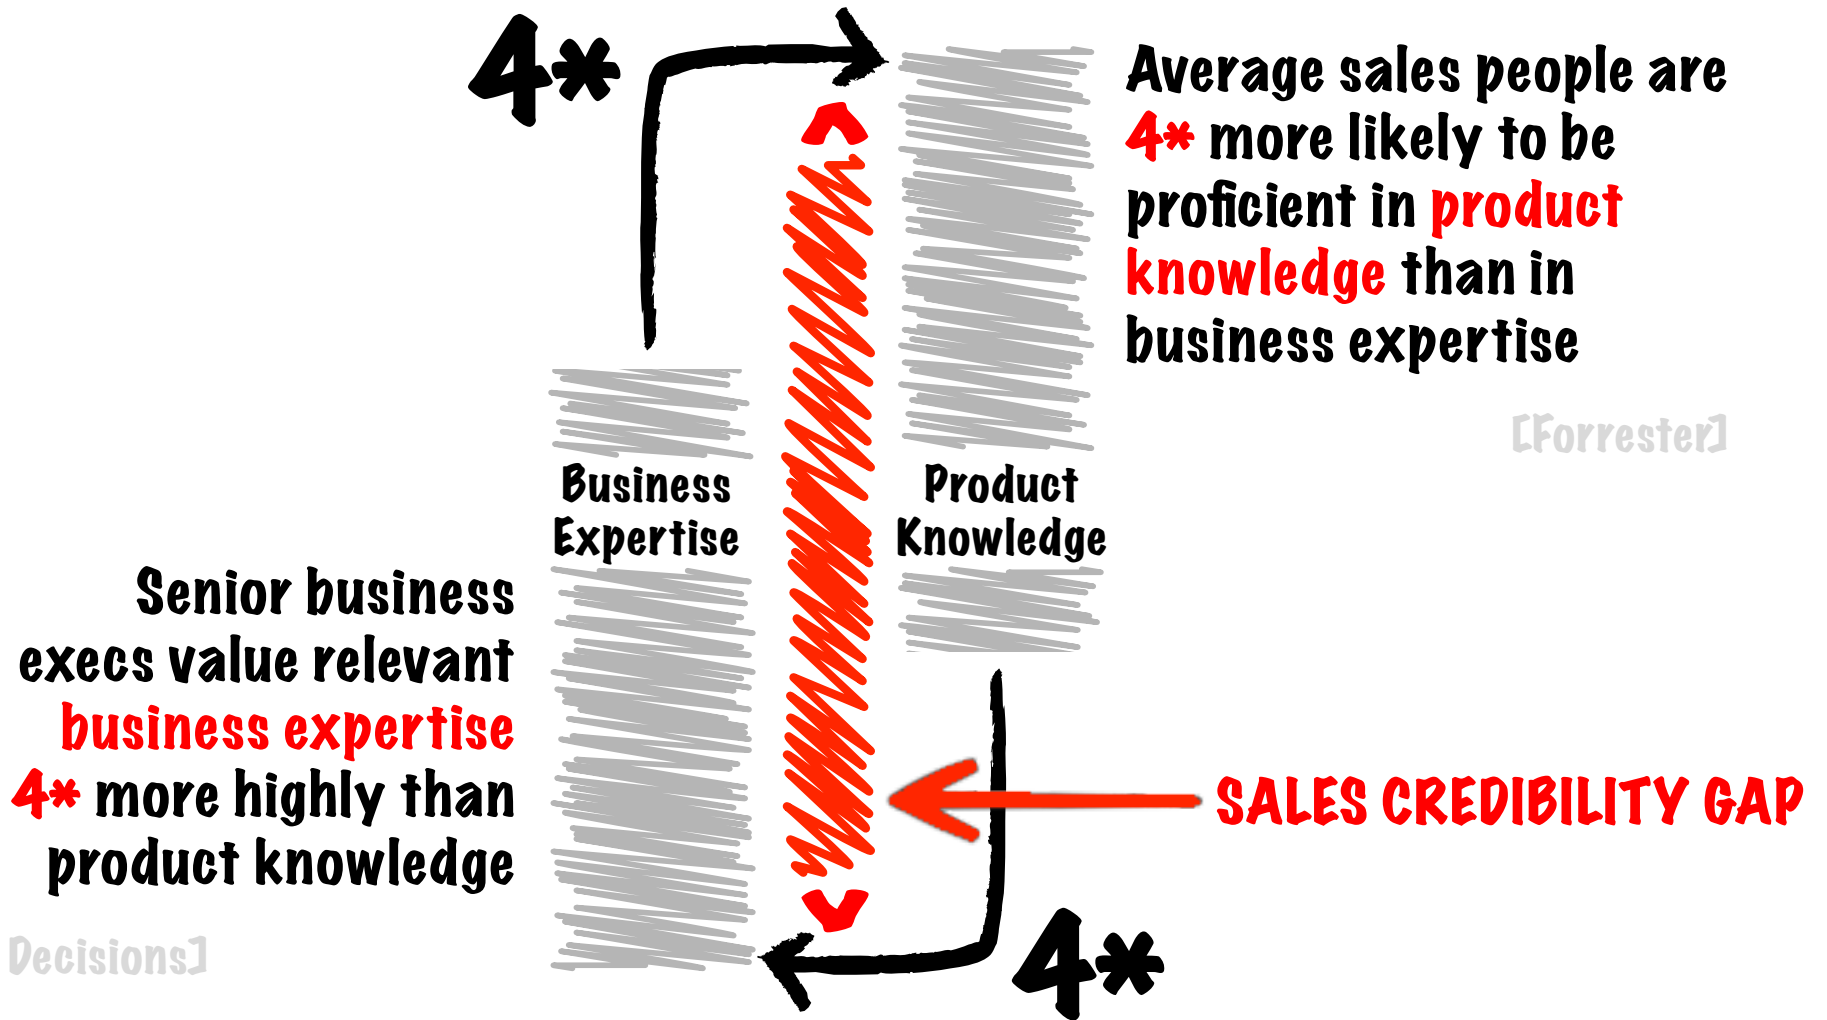 4*
Average sales people are
4* more likely to be
proficient in product
knowledge than in
business expertise
[Forrester]
Business
Expertise
Product
Knowledge
Senior business
execs value relevant
business expertise
4* more highly than
product knowledge
Decisions]
SALES CREDIBILITY GAP
4*